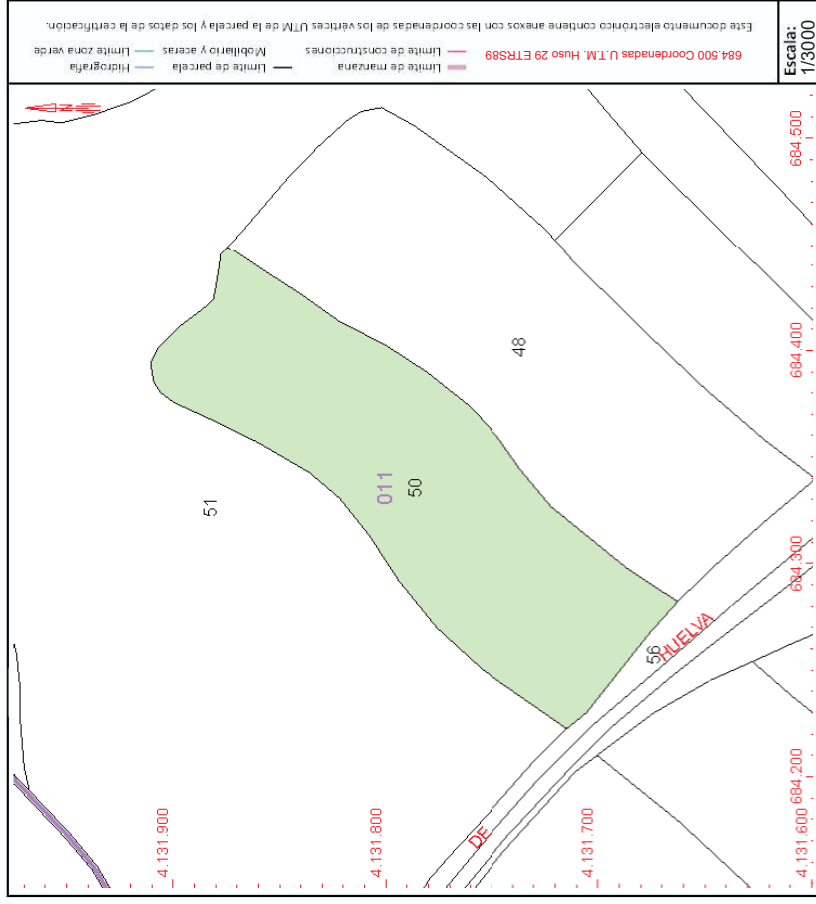 Este documento electrónico contiene anexos con las coordenadas de los vértices UTM de la parcela y los datos de la certificación.
684.500 Coordenadas U.T.M. Huso 29 ETRS89
Límite de manzana
Límite de construcciones
Límite de parcela
Mobiliario y aceras
Hidrografía
Límite zona verde
Escala:
1/3000
51
011
50
48
56
DE
HUELVA
4.131.900
4.131.800
4.131.700
4.131.600
684.200
684.300
684.400
684.500